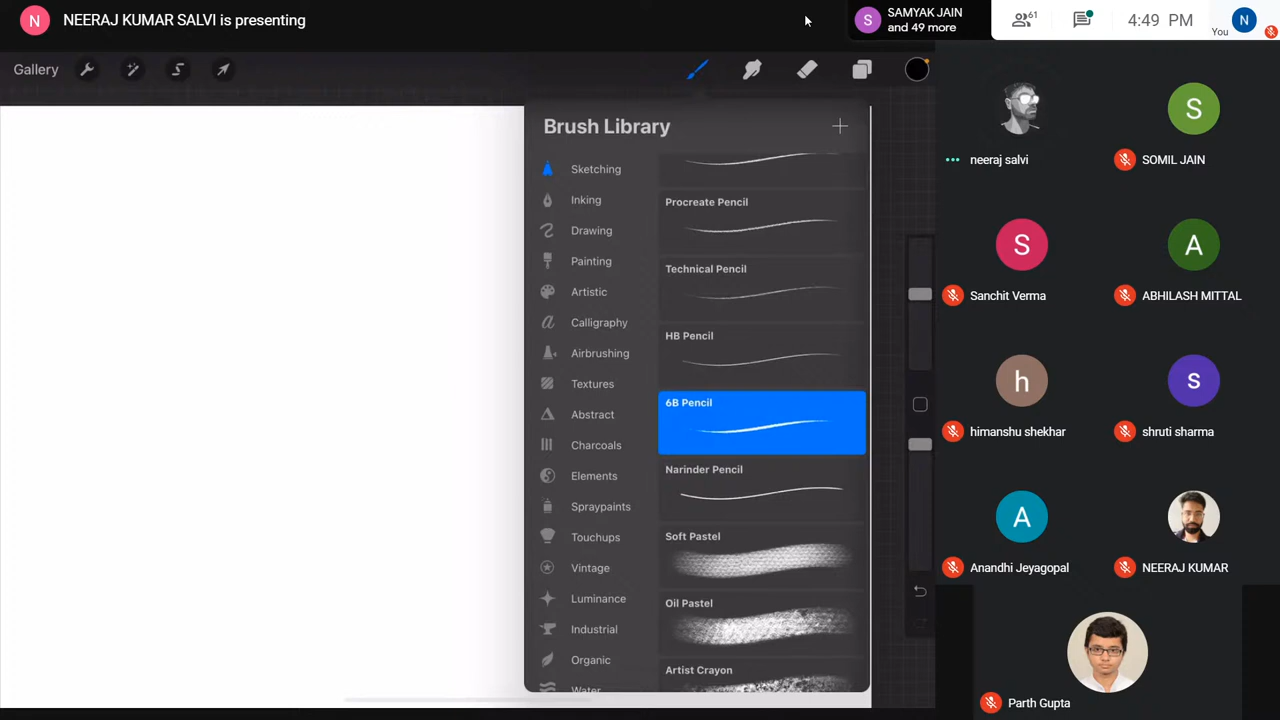 N
NEERAJ KUMAR SALVI is presenting
S
SAMYAK JAIN
and 49 more
61
4:49 PM
You
N
Gallery
Brush Library
Sketching
Inking
Drawing
Painting
Artistic
Calligraphy
Airbrushing
Textures
Abstract
Charcoals
Elements
Spraypaints
Touchups
Vintage
Luminance
Industrial
Organic
Water
Procreate Pencil
Technical Pencil
HB Pencil
6B Pencil
Narinder Pencil
Soft Pastel
Oil Pastel
Artist Crayon
neeraj salvi
S
SOMIL JAIN
S
Sanchit Verma
A
ABHILASH MITTAL
h
himanshu shekhar
s
shruti sharma
A
Anandhi Jeyagopal
NEERAJ KUMAR
Parth Gupta